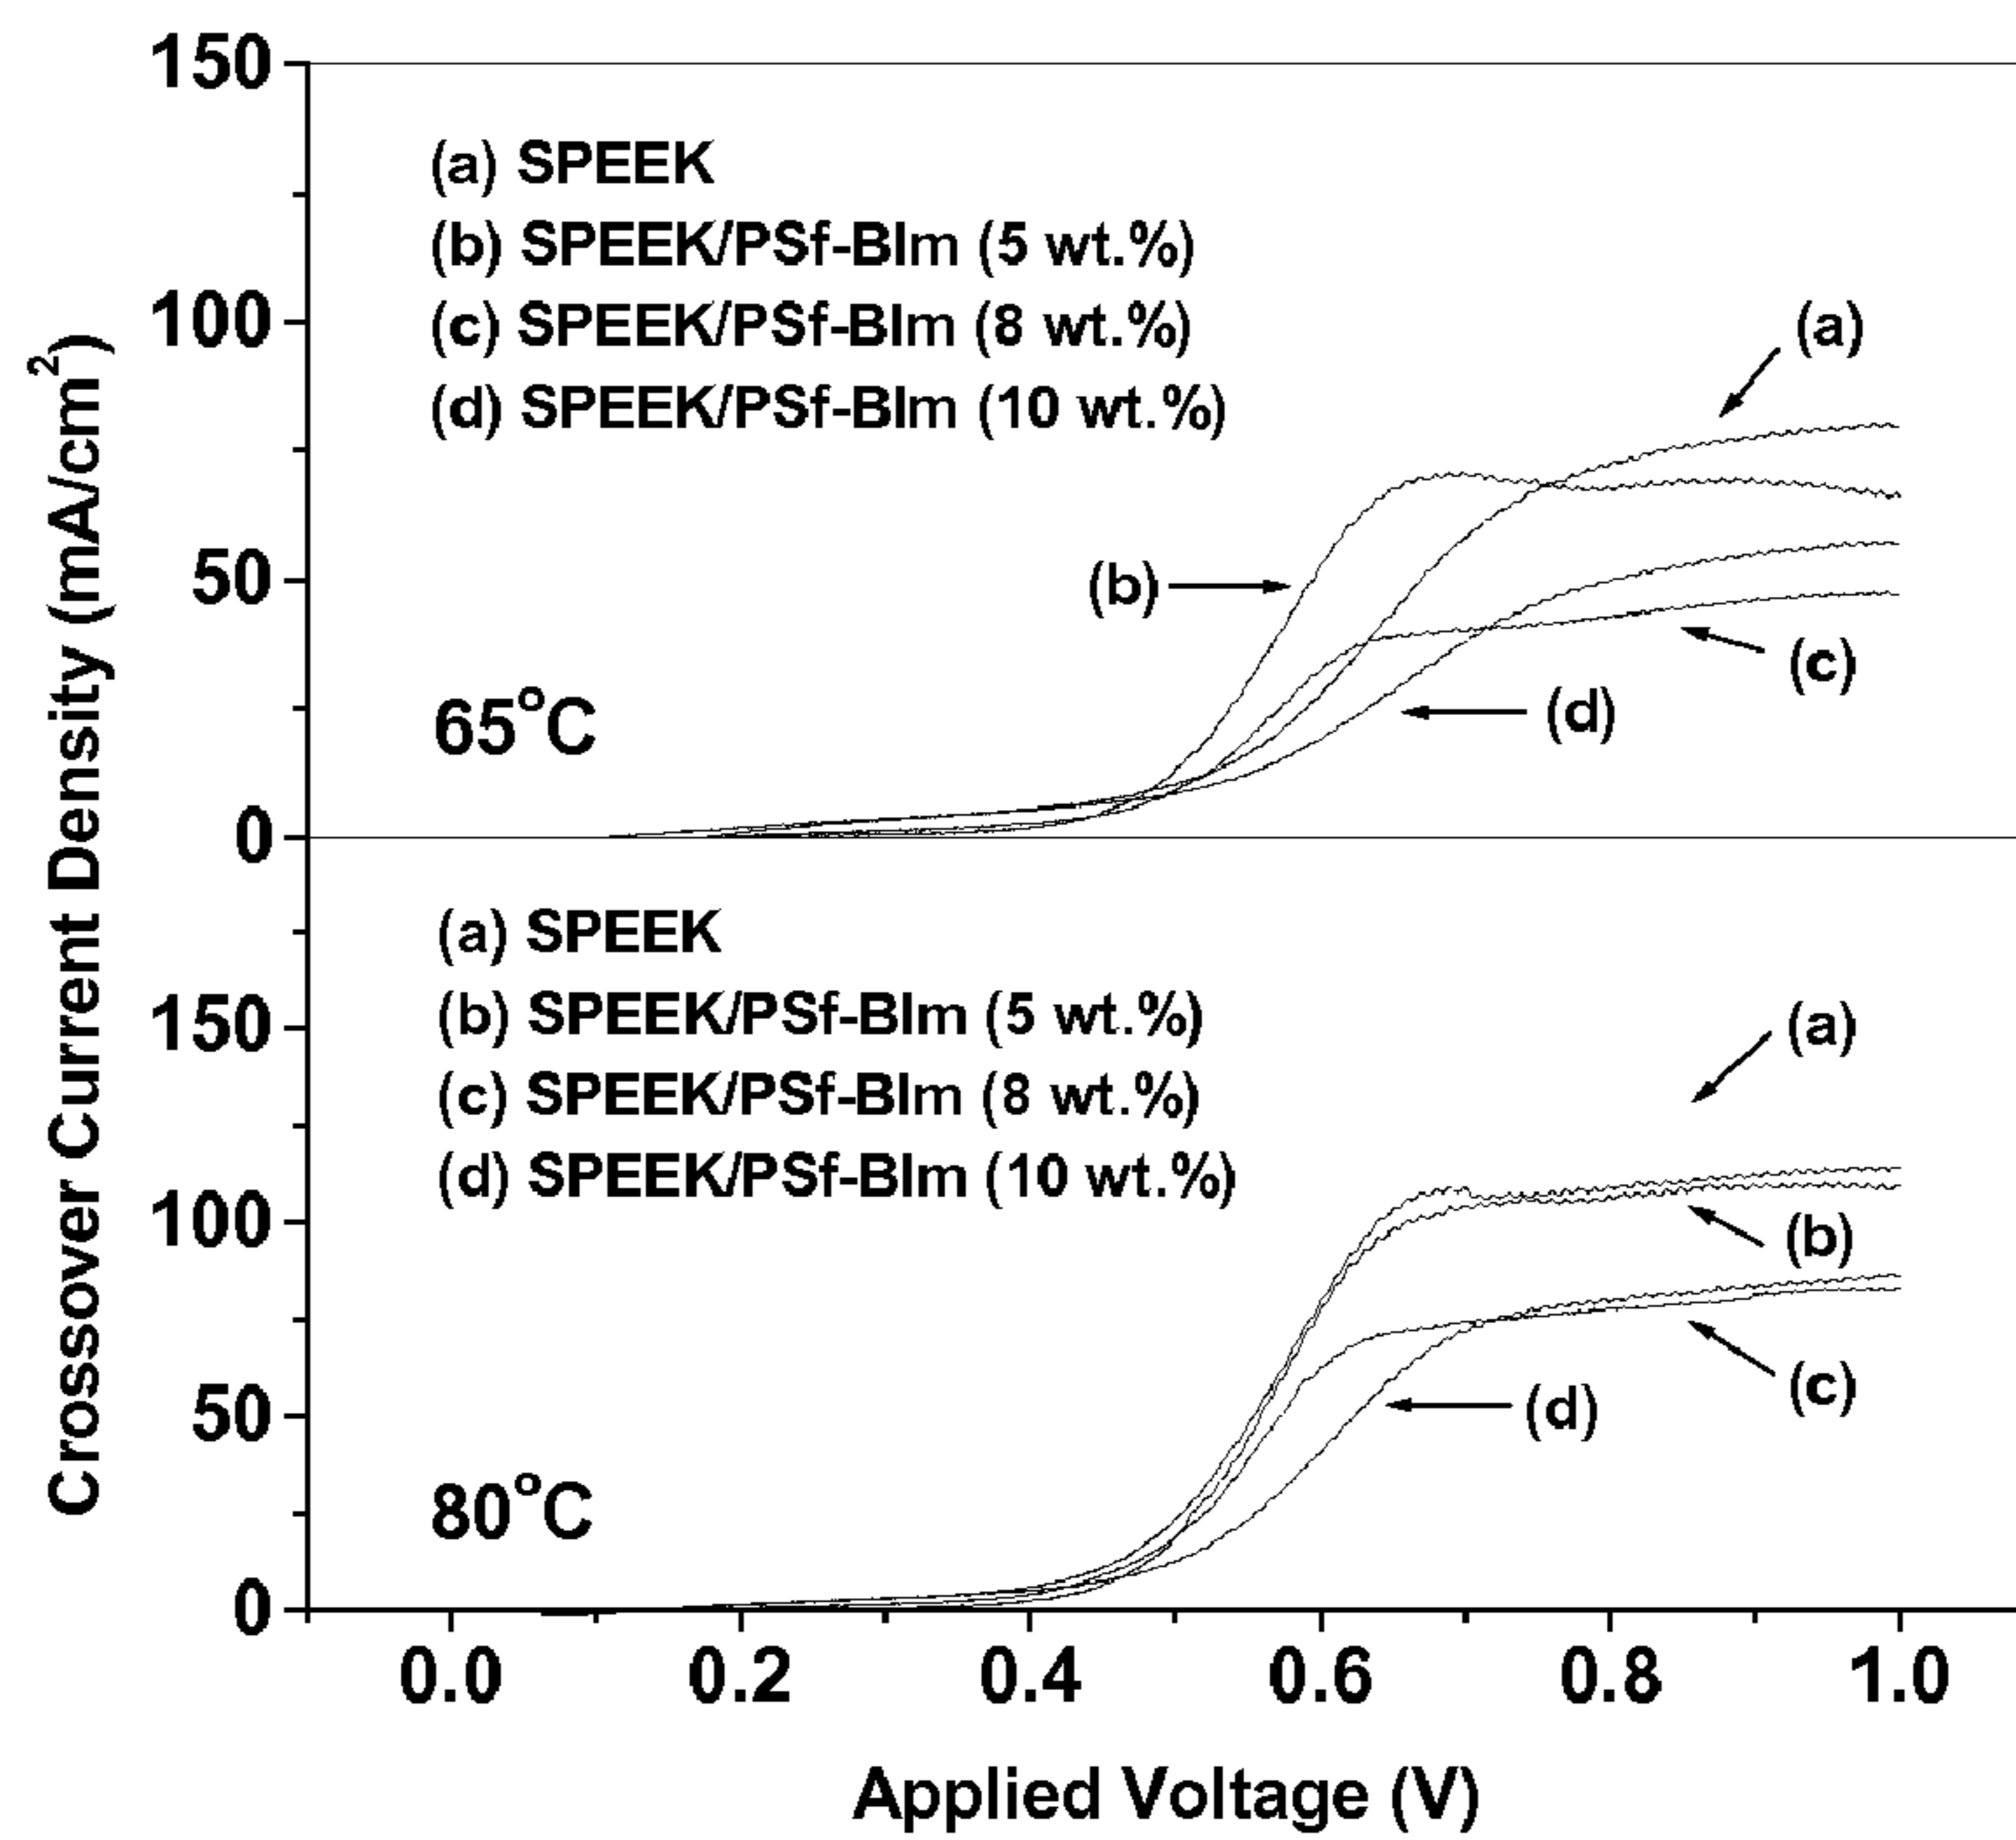 150
100
50
0
(a) SPEEK
(b) SPEEK/PSf-BIm (5 wt.%)
(c) SPEEK/PSf-BIm (8 wt.%)
(d) SPEEK/PSf-BIm (10 wt.%)
(a)
(b)
(c)
(d)
65°C
Crossover Current Density (mA/cm²)
150
100
50
0
(a) SPEEK
(b) SPEEK/PSf-BIm (5 wt.%)
(c) SPEEK/PSf-BIm (8 wt.%)
(d) SPEEK/PSf-BIm (10 wt.%)
(a)
(b)
(c)
(d)
80°C
0.0 0.2 0.4 0.6 0.8 1.0
Applied Voltage (V)